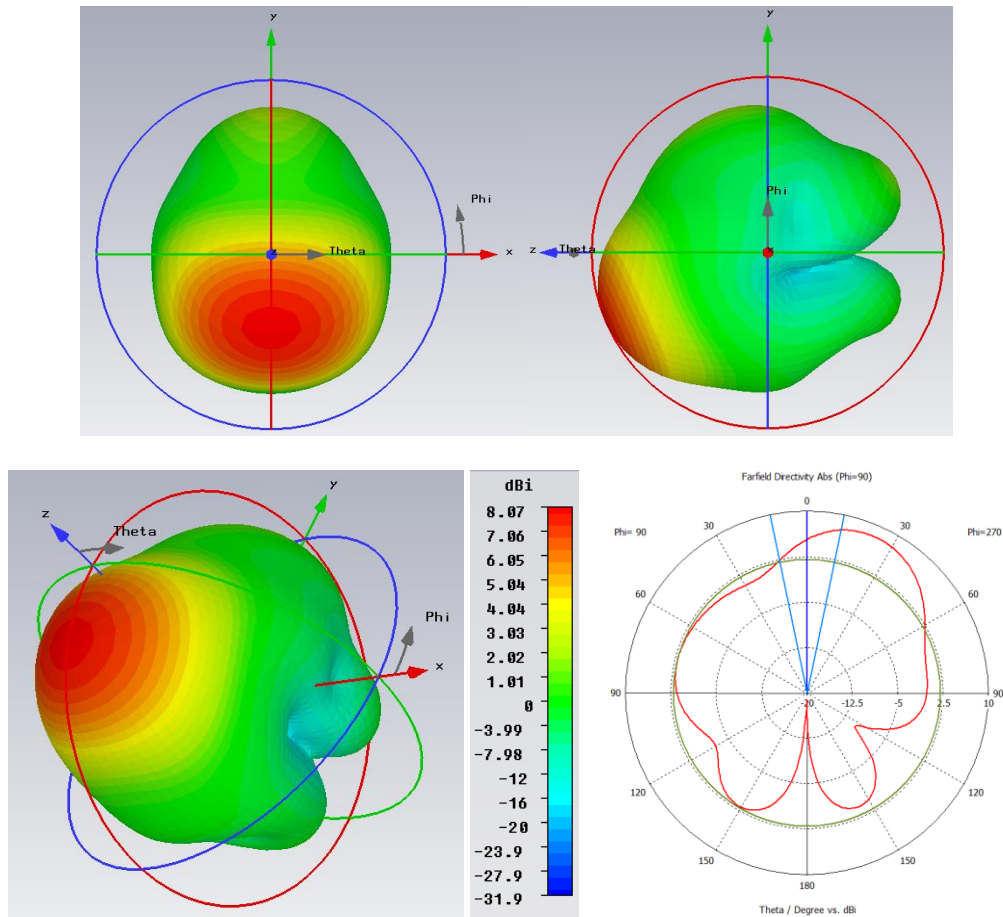 y
Phi
Theta
z
x
y
Phi
z
Theta
x
y
z
Theta
Phi
x
dBi
8.07
7.06
6.05
5.04
4.04
3.03
2.02
1.01
0
-3.99
-7.98
-12
-16
-20
-23.9
-27.9
-31.9
Farfield Directivity Abs (Phi=90)
0
Phi= 90 30 30 Phi=270
60 60
90 -20 -12.5 -5 2.5 10 90
120 120
150 150
180
Theta / Degree vs. dBi